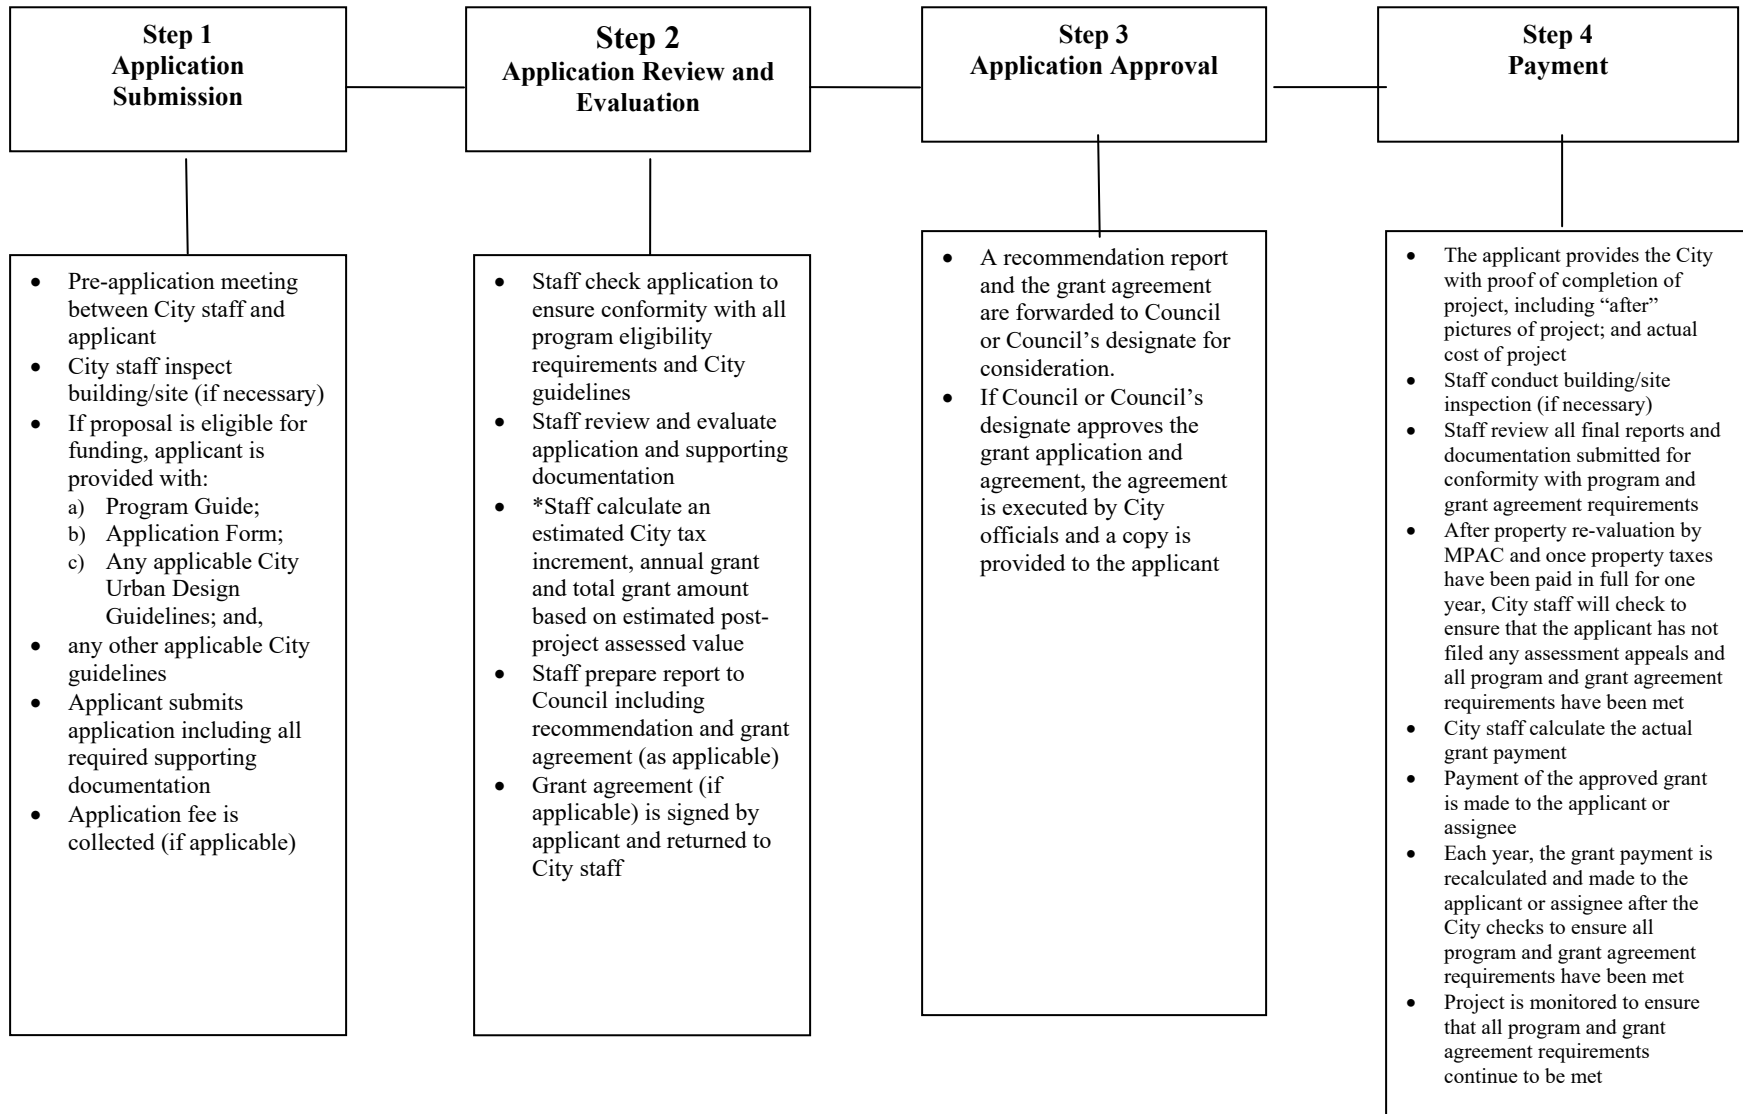 Step 1
Application
Submission
Step 2
Application Review and
Evaluation
Step 3
Application Approval
Step 4
Payment
• Pre-application meeting
between City staff and
applicant
• City staff inspect
building/site (if necessary)
• If proposal is eligible for
funding, applicant is
provided with:
a) Program Guide;
b) Application Form;
c) Any applicable City
Urban Design
Guidelines; and,
• any other applicable City
guidelines
• Applicant submits
application including all
required supporting
documentation
• Application fee is
collected (if applicable)
• Staff check application to
ensure conformity with all
program eligibility
requirements and City
guidelines
• Staff review and evaluate
application and supporting
documentation
• *Staff calculate an
estimated City tax
increment, annual grant
and total grant amount
based on estimated post-
project assessed value
• Staff prepare report to
Council including
recommendation and grant
agreement (as applicable)
• Grant agreement (if
applicable) is signed by
applicant and returned to
City staff
• A recommendation report
and the grant agreement
are forwarded to Council
or Council’s designate for
consideration.
• If Council or Council’s
designate approves the
grant application and
agreement, the agreement
is executed by City
officials and a copy is
provided to the applicant
• The applicant provides the City
with proof of completion of
project, including “after”
pictures of project; and actual
cost of project
• Staff conduct building/site
inspection (if necessary)
• Staff review all final reports and
documentation submitted for
conformity with program and
grant agreement requirements
• After property re-valuation by
MPAC and once property taxes
have been paid in full for one
year, City staff will check to
ensure that the applicant has not
filed any assessment appeals and
all program and grant agreement
requirements have been met
• City staff calculate the actual
grant payment
• Payment of the approved grant
is made to the applicant or
assignee
• Each year, the grant payment is
recalculated and made to the
applicant or assignee after the
City checks to ensure all
program and grant agreement
requirements have been met
• Project is monitored to ensure
that all program and grant
agreement requirements
continue to be met